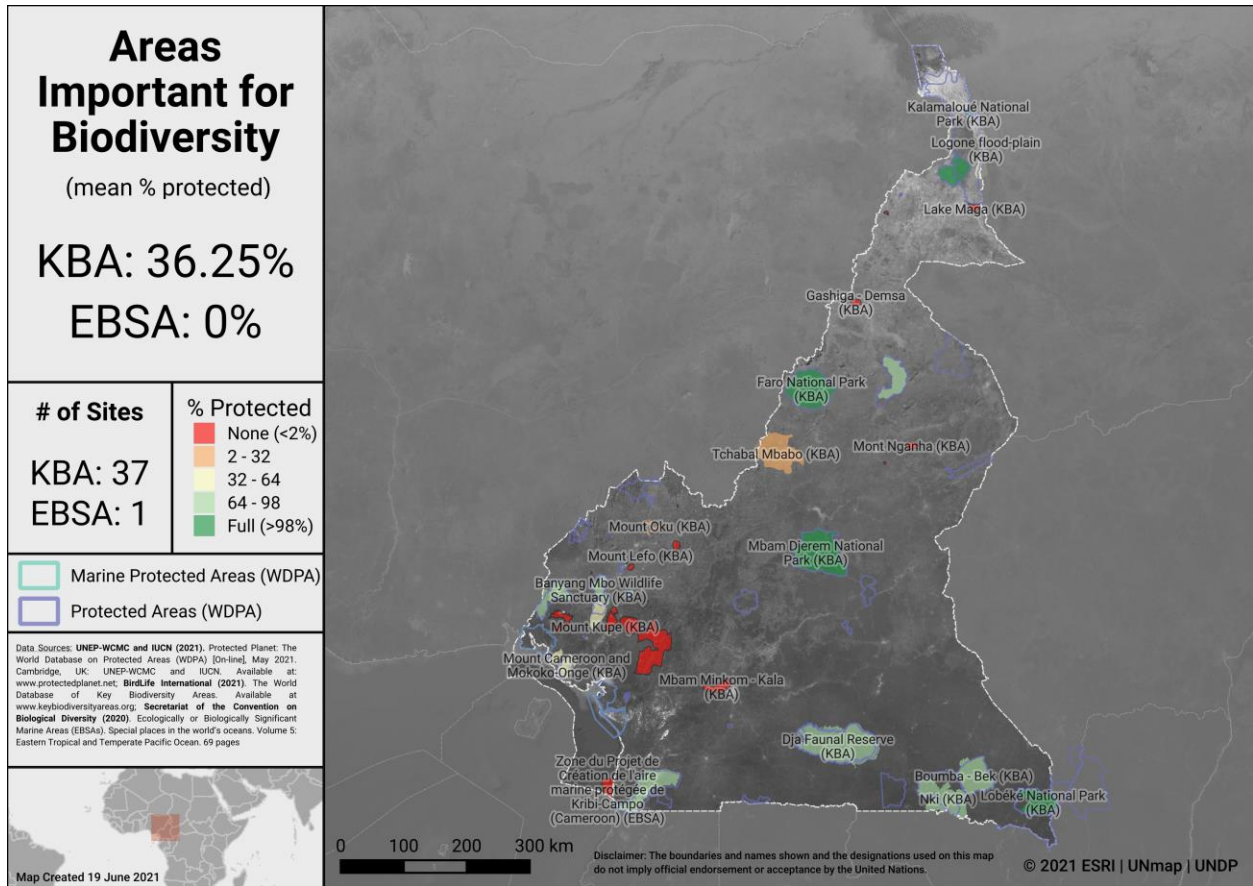 Areas
Important for
Biodiversity
(mean % protected)
KBA: 36.25%
EBSA: 0%
# of Sites
KBA: 37
EBSA: 1
% Protected
None (<2%)
2 - 32
32 - 64
64 - 98
Full (>98%)
Marine Protected Areas (WDPA)
Protected Areas (WDPA)
Data Sources: UNEP-WCMC and IUCN (2021). Protected Planet: The
World Database on Protected Areas (WDPA) [On-line], May 2021.
Cambridge, UK: UNEP-WCMC and IUCN. Available at:
www.protectedplanet.net; BirdLife International (2021). The World
Database of Key Biodiversity Areas. Available at
www.keybiodiversityareas.org; Secretariat of the Convention on
Biological Diversity (2020). Ecologically or Biologically Significant
Marine Areas (EBSAs). Special places in the world's oceans. Volume 5:
Eastern Tropical and Temperate Pacific Ocean. 69 pages
Map Created 19 June 2021
Kalamaloué National
Park (KBA)
Logone flood-plain
(KBA)
Lake Maga (KBA)
Gashiga - Demsa
(KBA)
Faro National Park
(KBA)
Tchabal Mbabo (KBA)
Mont Nganha (KBA)
Mount Oku (KBA)
Mount Lefo (KBA)
Mbam Djerem National
Park (KBA)
Banyang Mbo Wildlife
Sanctuary (KBA)
Mount Kupe (KBA)
Mount Cameroon and
Mokoko-Onge (KBA)
Mbam Minkom - Kala
(KBA)
Dja Faunal Reserve
(KBA)
Zone du Projet de
Création de l'aire
marine protégée de
Kribi-Campo
(Cameroon) (EBSA)
Boumba - Bek (KBA)
Nki (KBA)
Lobéké National Park
(KBA)
0 100 200 300 km
Disclaimer: The boundaries and names shown and the designations used on this map
do not imply official endorsement or acceptance by the United Nations.
© 2021 ESRI | UNmap | UNDP